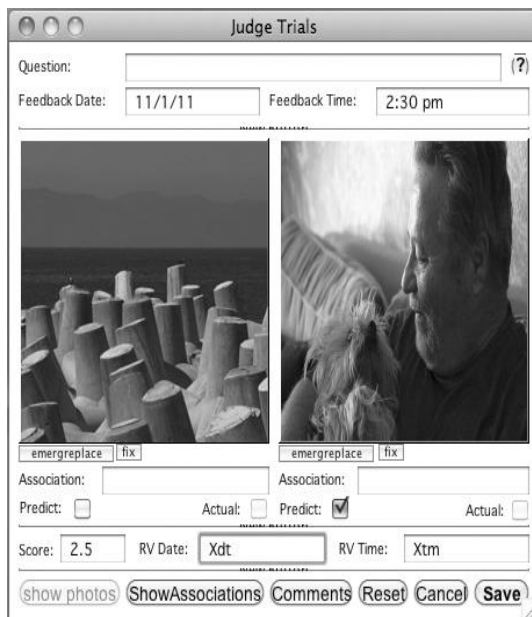 Judge Trials
Question: (?)
Feedback Date: 11/1/11 Feedback Time: 2:30 pm
emergreplace fix emergreplace fix
Association: Association:
Predict: Actual: Predict: Actual:
Score: 2.5 RV Date: Xdt RV Time: Xtm
show photos ShowAssociations Comments Reset Cancel Save